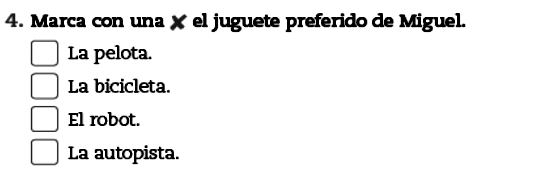 4. Marca con una ✘ el juguete preferido de Miguel.
La pelota.
La bicicleta.
El robot.
La autopista.